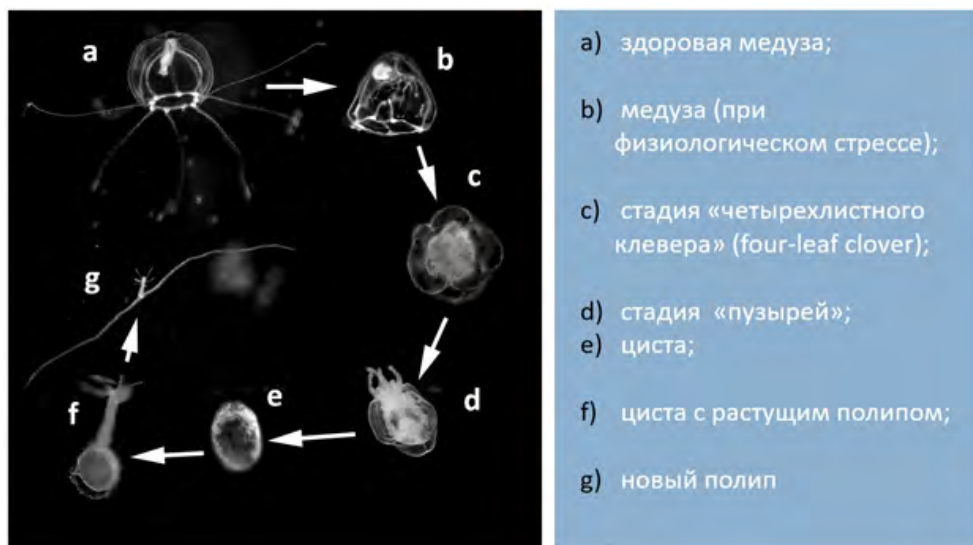 a
b
c
g
f
e
d
a) здоровая медуза;
b) медуза (при
физиологическом стрессе);
c) стадия «четырехлистного
клевера» (four-leaf clover);
d) стадия «пузырей»;
e) циста;
f) циста с растущим полипом;
g) новый полип